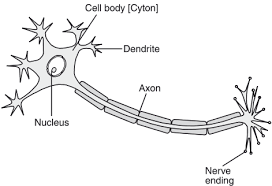 Cell body [Cyton]
Dendrite
Axon
Nucleus
Nerve
ending